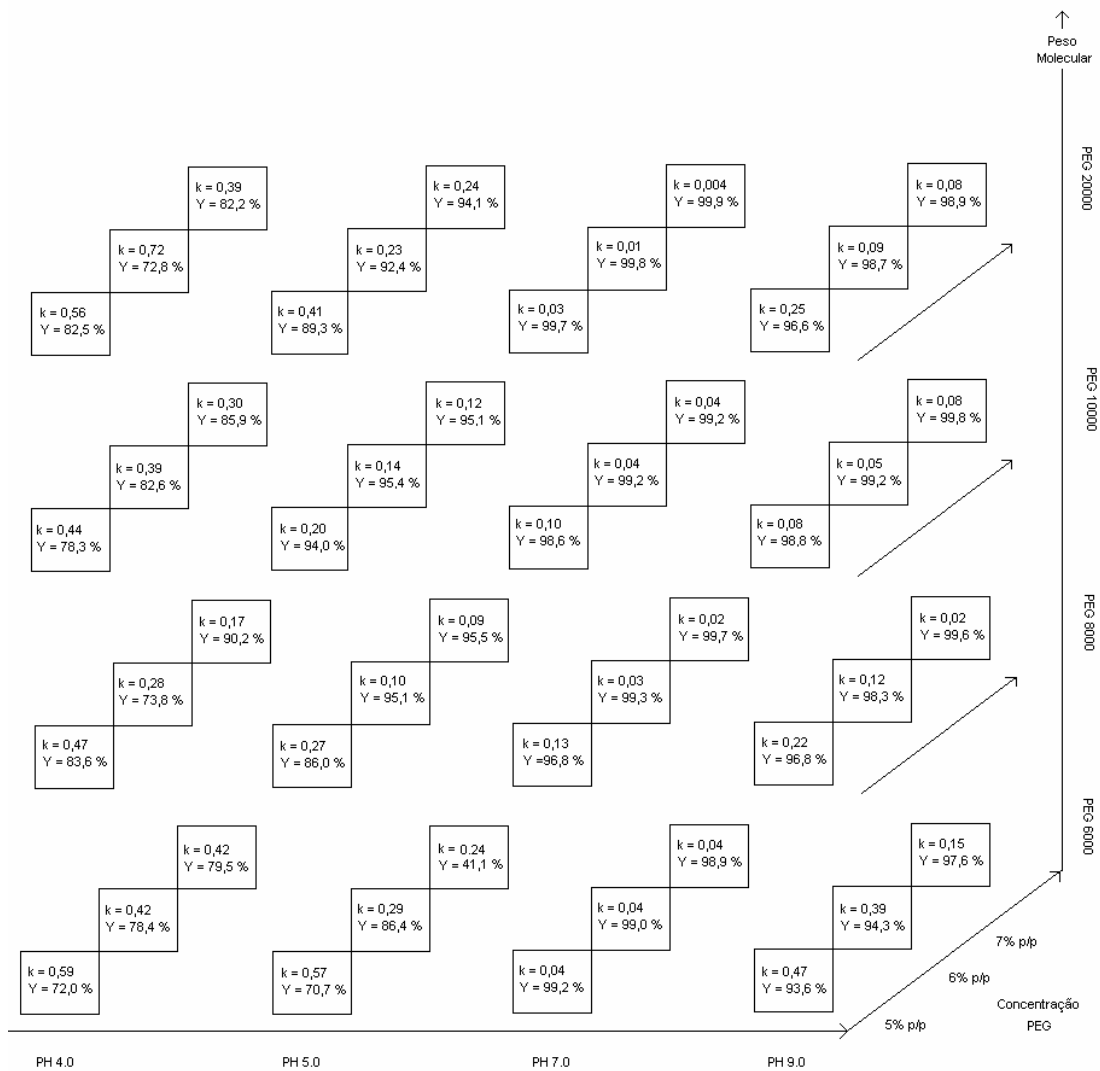 Peso
Molecular
PEG 20000
k = 0,39
Y = 82,2 %
k = 0,24
Y = 94,1 %
k = 0,004
Y = 99,9 %
k = 0,08
Y = 98,9 %
k = 0,72
Y = 72,8 %
k = 0,23
Y = 92,4 %
k = 0,01
Y = 99,8 %
k = 0,09
Y = 98,7 %
k = 0,56
Y = 82,5 %
k = 0,41
Y = 89,3 %
k = 0,03
Y = 99,7 %
k = 0,25
Y = 96,6 %
PEG 10000
k = 0,30
Y = 85,9 %
k = 0,12
Y = 95,1 %
k = 0,04
Y = 99,2 %
k = 0,08
Y = 99,8 %
k = 0,39
Y = 82,6 %
k = 0,14
Y = 95,4 %
k = 0,04
Y = 99,2 %
k = 0,05
Y = 99,2 %
k = 0,44
Y = 78,3 %
k = 0,20
Y = 94,0 %
k = 0,10
Y = 98,6 %
k = 0,08
Y = 98,8 %
PEG 8000
k = 0,17
Y = 90,2 %
k = 0,09
Y = 95,5 %
k = 0,02
Y = 99,7 %
k = 0,02
Y = 99,6 %
k = 0,28
Y = 73,8 %
k = 0,10
Y = 95,1 %
k = 0,03
Y = 99,3 %
k = 0,12
Y = 98,3 %
k = 0,47
Y = 83,6 %
k = 0,27
Y = 86,0 %
k = 0,13
Y =96,8 %
k = 0,22
Y = 96,8 %
PEG 6000
k = 0,42
Y = 79,5 %
k = 0.24
Y = 41,1 %
k = 0,04
Y = 98,9 %
k = 0,15
Y = 97,6 %
k = 0,42
Y = 78,4 %
k = 0,29
Y = 86,4 %
k = 0,04
Y = 99,0 %
k = 0,39
Y = 94,3 %
k = 0,59
Y = 72,0 %
k = 0,57
Y = 70,7 %
k = 0,04
Y = 99,2 %
k = 0,47
Y = 93,6 %
7% p/p
6% p/p
5% p/p
Concentração
PEG
PH 4.0
PH 5.0
PH 7.0
PH 9.0